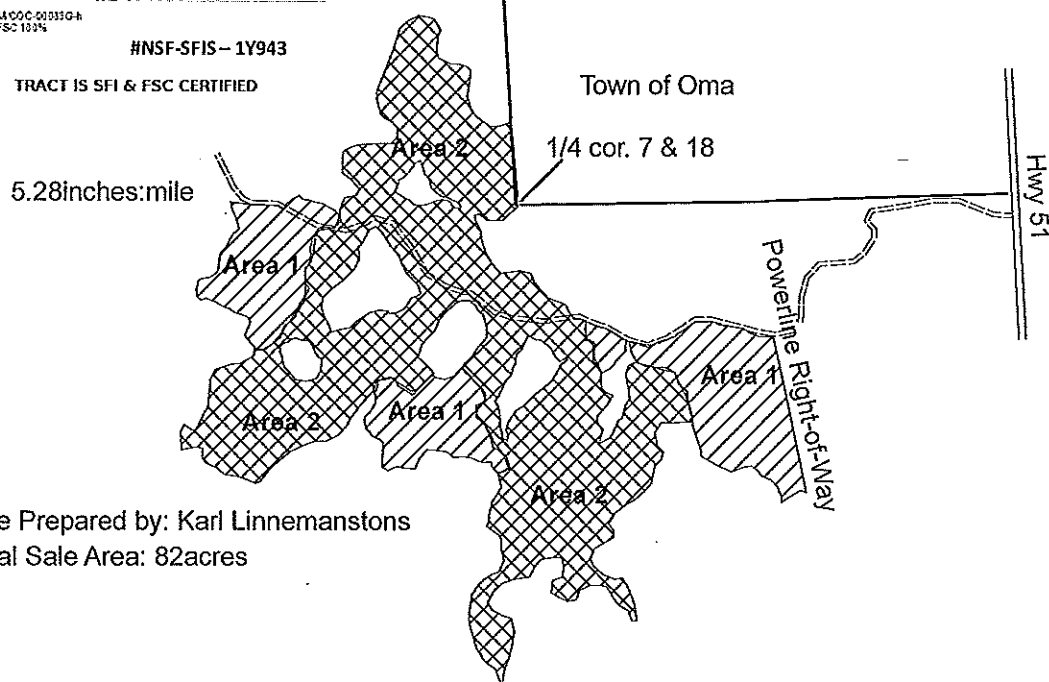 FSC 100%
#NSF-SFIS– 1Y943
TRACT IS SFI & FSC CERTIFIED
Town of Oma
Area 2
1/4 cor. 7 & 18
5.28inches:mile
Hwy 51
Area 1
Powerline Right-of-Way
Area 1
Area 1
Area 2
Area 2
e Prepared by: Karl Linnemanstons
al Sale Area: 82acres